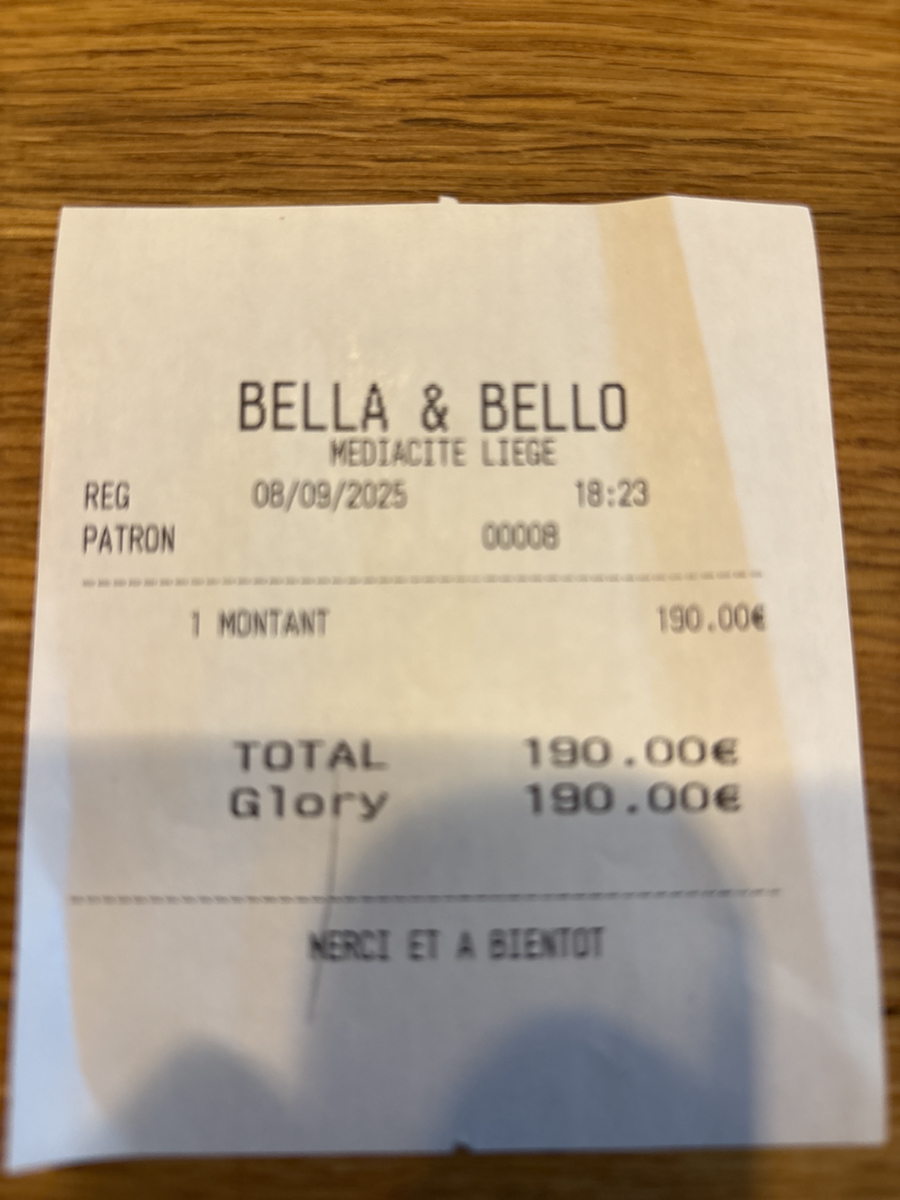 BELLA & BELLO
MEDIACITE LIEGE
REG 08/09/2025 18:23
PATRON 00008
1 MONTANT 190.00€
TOTAL 190.00€
Glory 190.00€
MERCI ET A BIENTOT